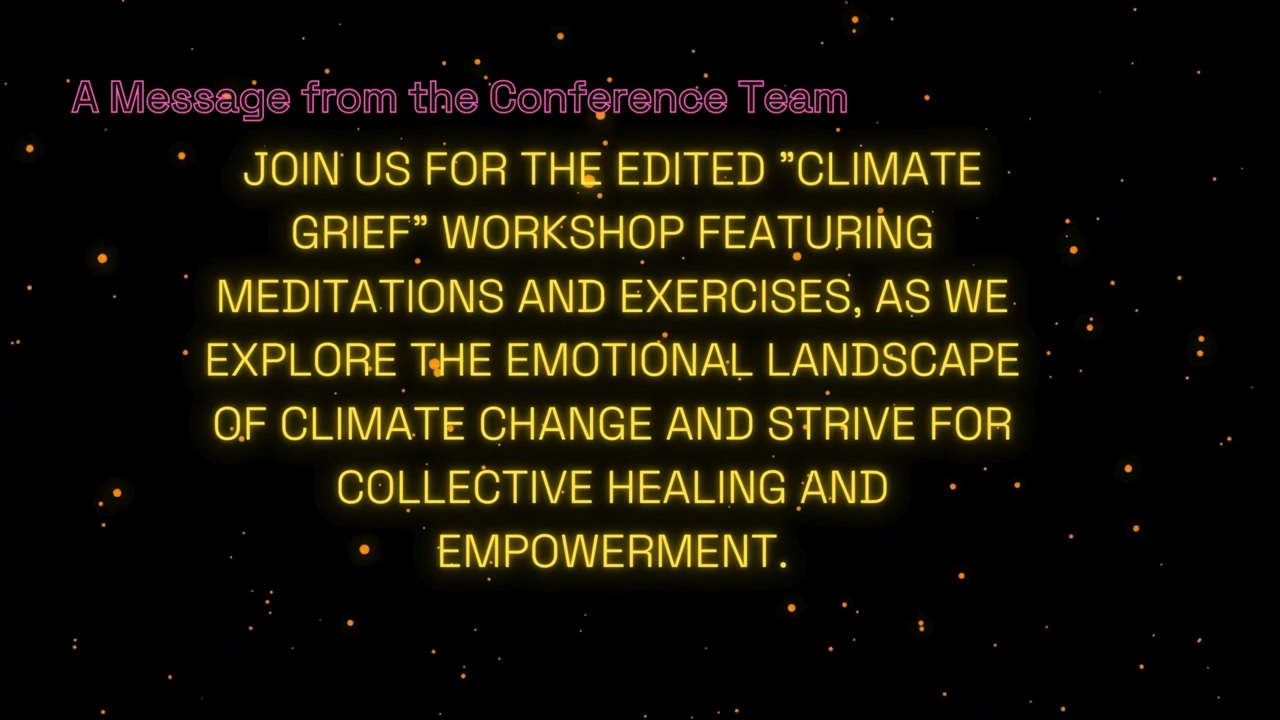 A Message from the Conference Team
JOIN US FOR THE EDITED ”CLIMATE
GRIEF” WORKSHOP FEATURING
MEDITATIONS AND EXERCISES, AS WE
EXPLORE THE EMOTIONAL LANDSCAPE
OF CLIMATE CHANGE AND STRIVE FOR
COLLECTIVE HEALING AND
EMPOWERMENT.